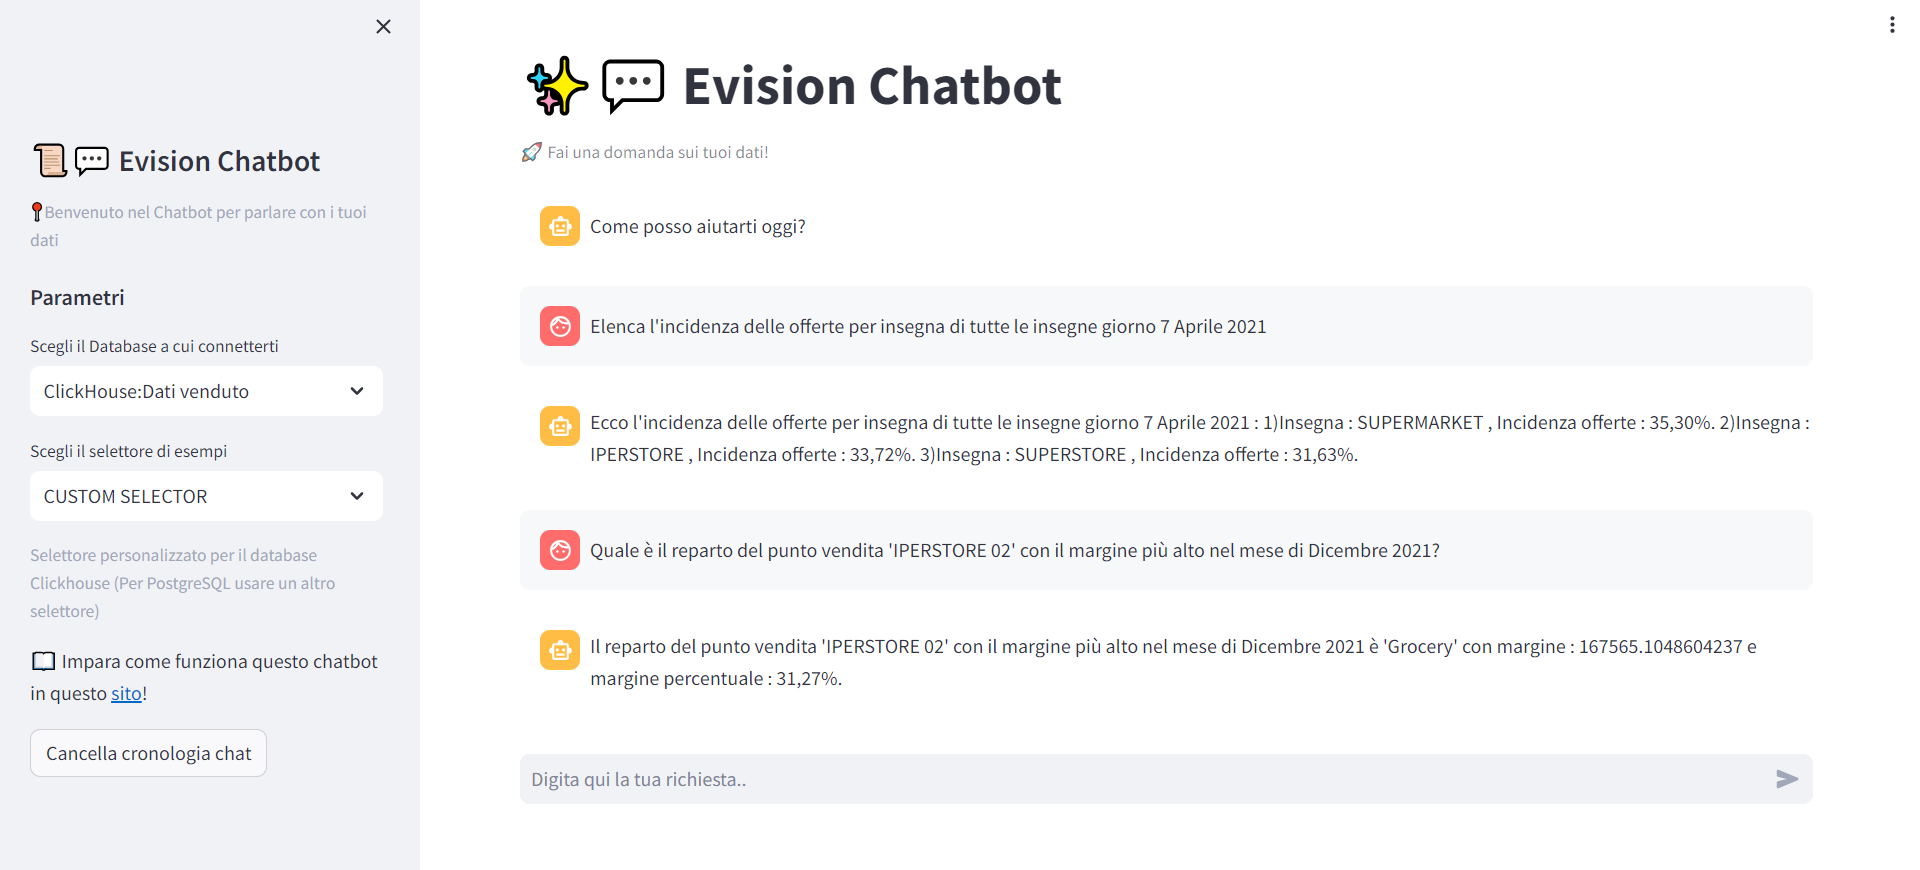 Evision Chatbot
Benvenuto nel Chatbot per parlare con i tuoi
dati
Parametri
Scegli il Database a cui connetterti
ClickHouse:Dati venduto
Scegli il selettore di esempi
CUSTOM SELECTOR
Selettore personalizzato per il database
Clickhouse (Per PostgreSQL usare un altro
selettore)
Impara come funziona questo chatbot
in questo sito!
Cancella cronologia chat
Evision Chatbot
Fai una domanda sui tuoi dati!
Come posso aiutarti oggi?
Elenca l'incidenza delle offerte per insegna di tutte le insegne giorno 7 Aprile 2021
Ecco l'incidenza delle offerte per insegna di tutte le insegne giorno 7 Aprile 2021 : 1)Insegna : SUPERMARKET , Incidenza offerte : 35,30%. 2)Insegna :
IPERSTORE , Incidenza offerte : 33,72%. 3)Insegna : SUPERSTORE , Incidenza offerte : 31,63%.
Quale è il reparto del punto vendita 'IPERSTORE 02' con il margine più alto nel mese di Dicembre 2021?
Il reparto del punto vendita 'IPERSTORE 02' con il margine più alto nel mese di Dicembre 2021 è 'Grocery' con margine : 167565.1048604237 e
margine percentuale : 31,27%.
Digita qui la tua richiesta..